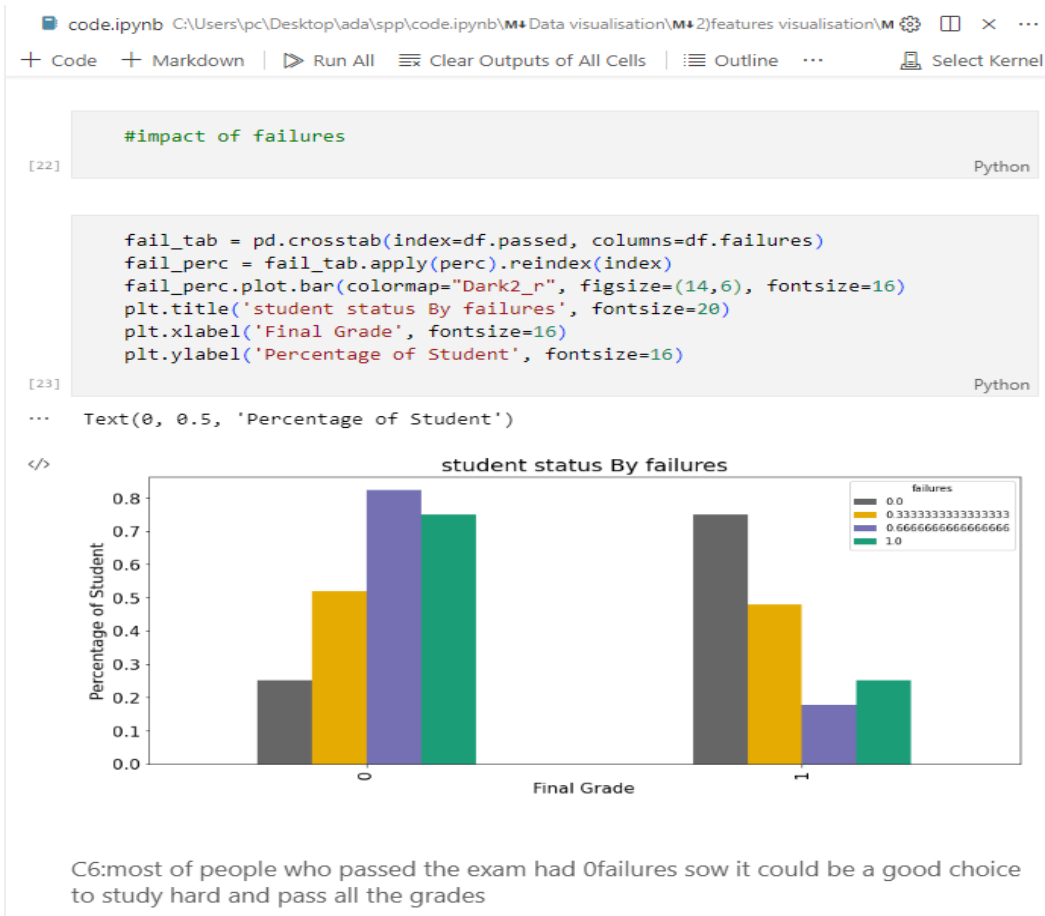 code.ipynb C:\Users\pc\Desktop\ada\spp\code.ipynb\M↓Data visualisation\M↓2)features visualisation\M
+ Code + Markdown Run All Clear Outputs of All Cells Outline ... Select Kernel
#impact of failures
[22] Python
fail_tab = pd.crosstab(index=df.passed, columns=df.failures)
fail_perc = fail_tab.apply(perc).reindex(index)
fail_perc.plot.bar(colormap="Dark2_r", figsize=(14,6), fontsize=16)
plt.title('student status By failures', fontsize=20)
plt.xlabel('Final Grade', fontsize=16)
plt.ylabel('Percentage of Student', fontsize=16)
[23] Python
... Text(0, 0.5, 'Percentage of Student')
</>
student status By failures
failures
0.0
0.3333333333333333
0.6666666666666666
1.0
Percentage of Student
0.8
0.7
0.6
0.5
0.4
0.3
0.2
0.1
0.0
0 1
Final Grade
C6:most of people who passed the exam had 0failures sow it could be a good choice
to study hard and pass all the grades